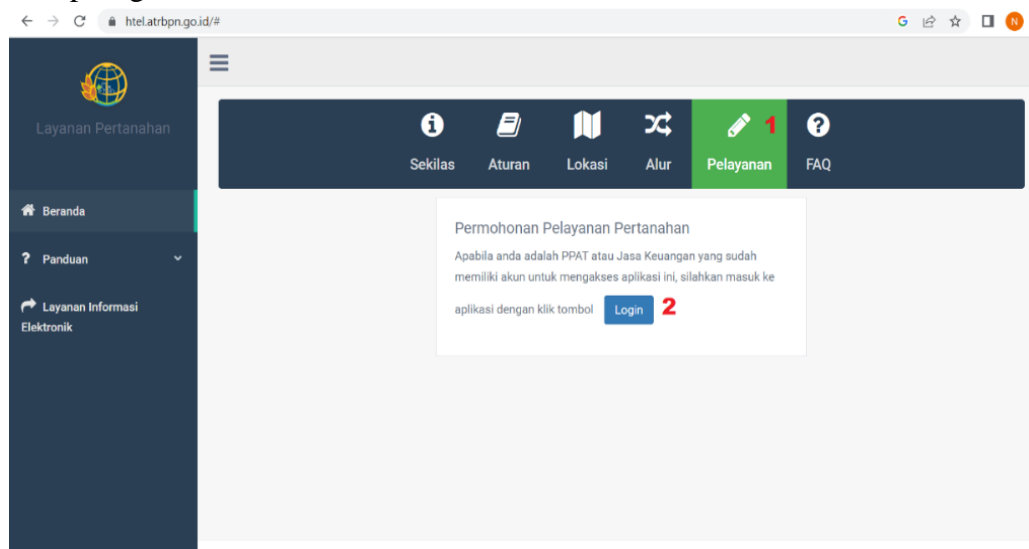 htel.atrbpn.go.id/#
G
N
Layanan Pertanahan
Beranda
? Panduan
Layanan Informasi
Elektronik
Sekilas Aturan Lokasi Alur Pelayanan 1 FAQ
Permohonan Pelayanan Pertanahan
Apabila anda adalah PPAT atau Jasa Keuangan yang sudah
memiliki akun untuk mengakses aplikasi ini, silahkan masuk ke
aplikasi dengan klik tombol Login 2